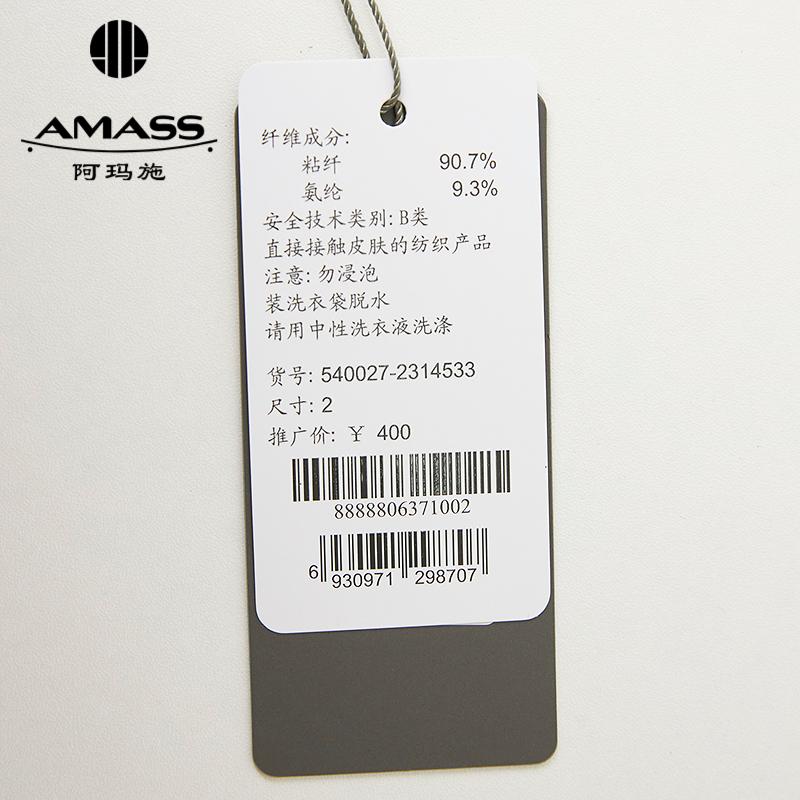 AMASS
阿玛施
纤维成分:
粘纤 90.7%
氨纶 9.3%
安全技术类别: B类
直接接触皮肤的纺织产品
注意: 勿浸泡
装洗衣袋脱水
请用中性洗衣液洗涤
货号: 540027-2314533
尺寸: 2
推广价: ¥ 400
8888806371002
6 930971 298707